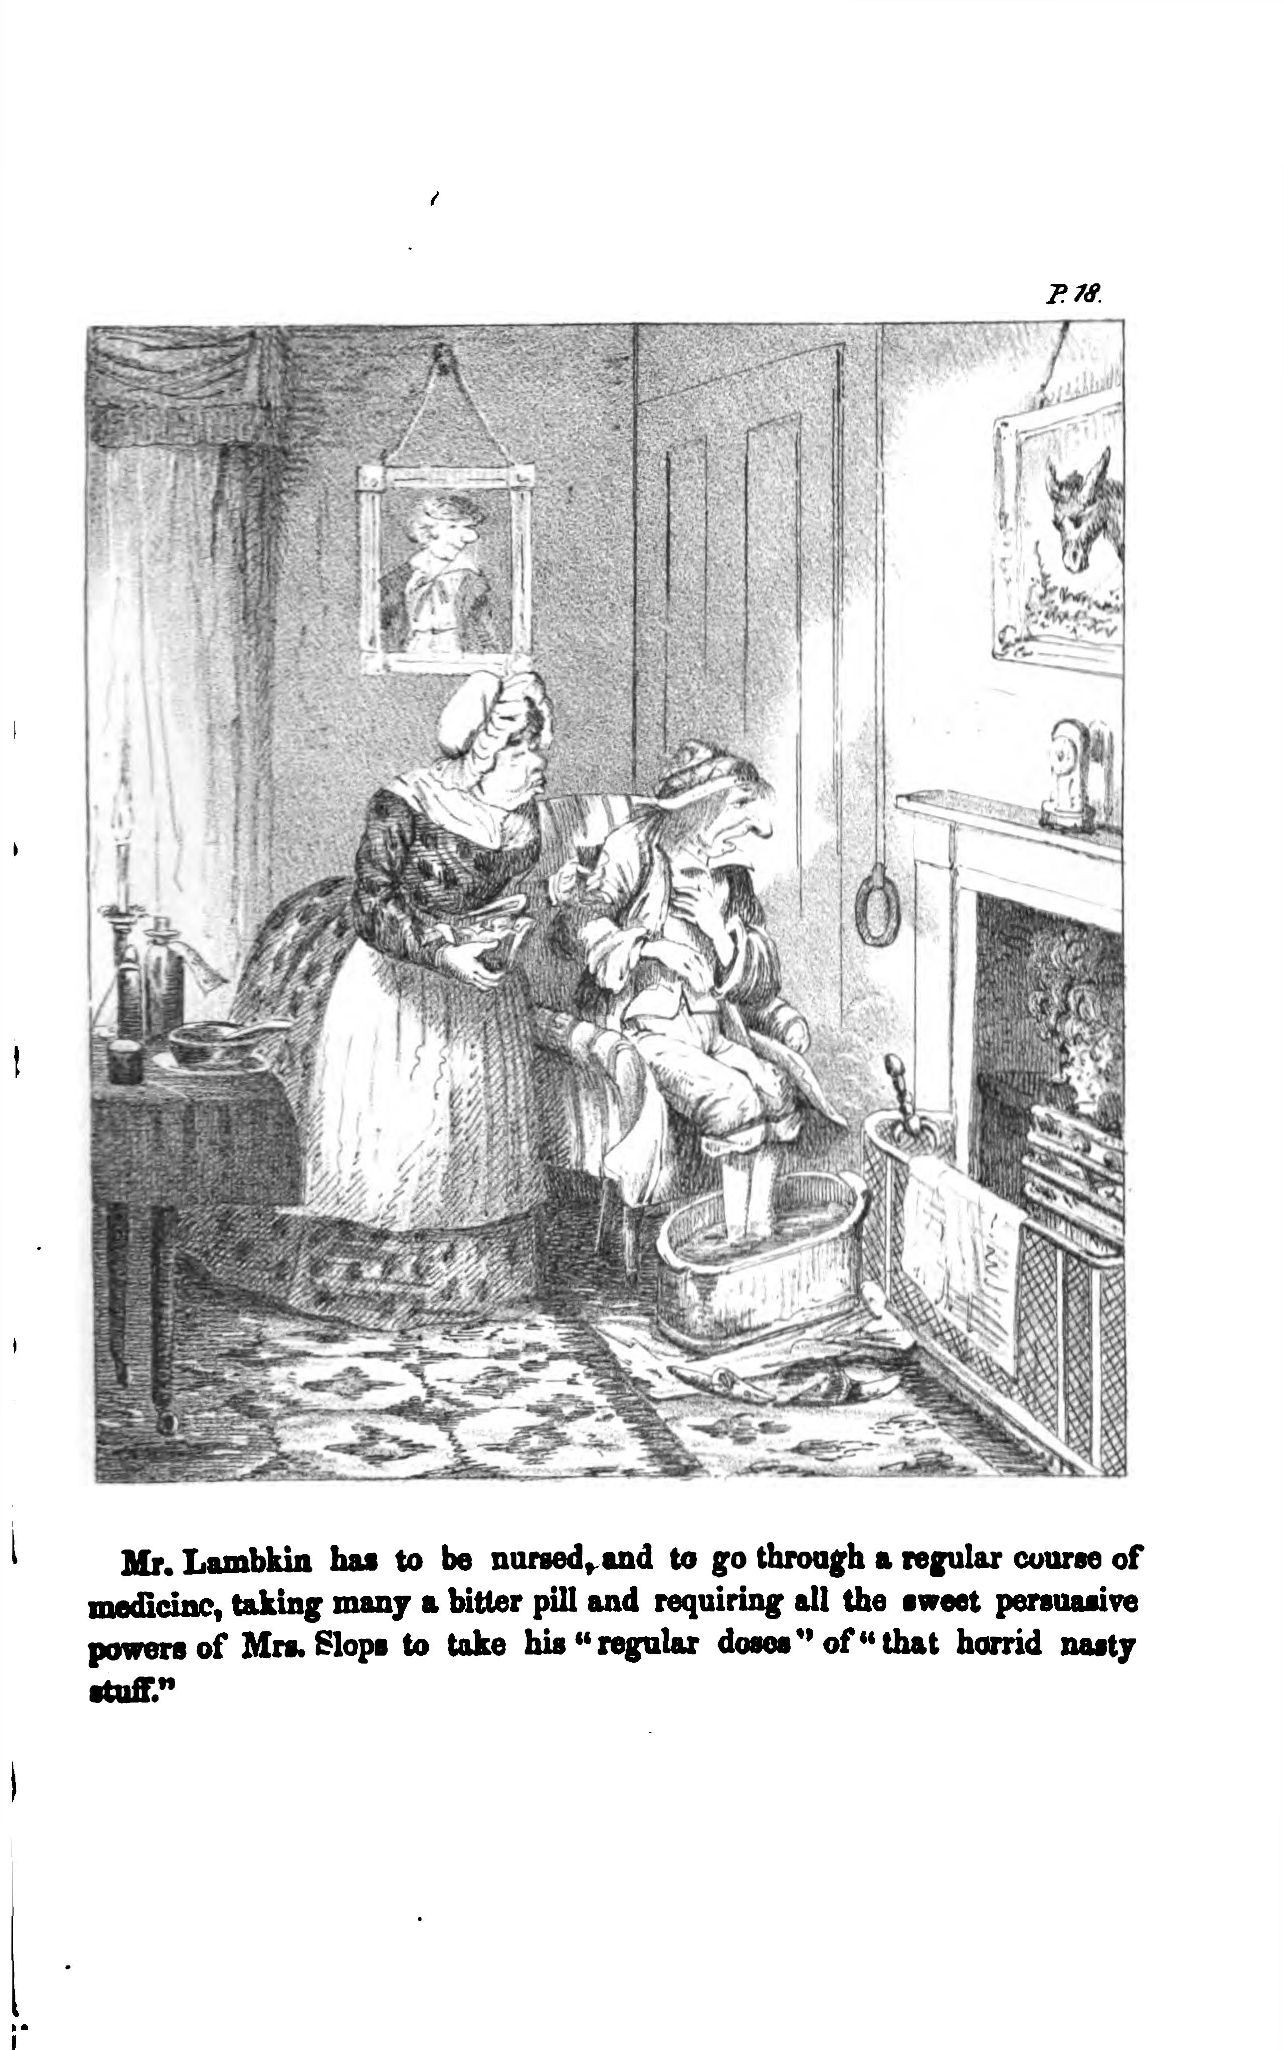 P. 18.
Mr. Lambkin has to be nursed, and to go through a regular course of
medicine, taking many a bitter pill and requiring all the sweet persuasive
powers of Mrs. Slops to take his "regular doses" of "that horrid nasty
stuff."